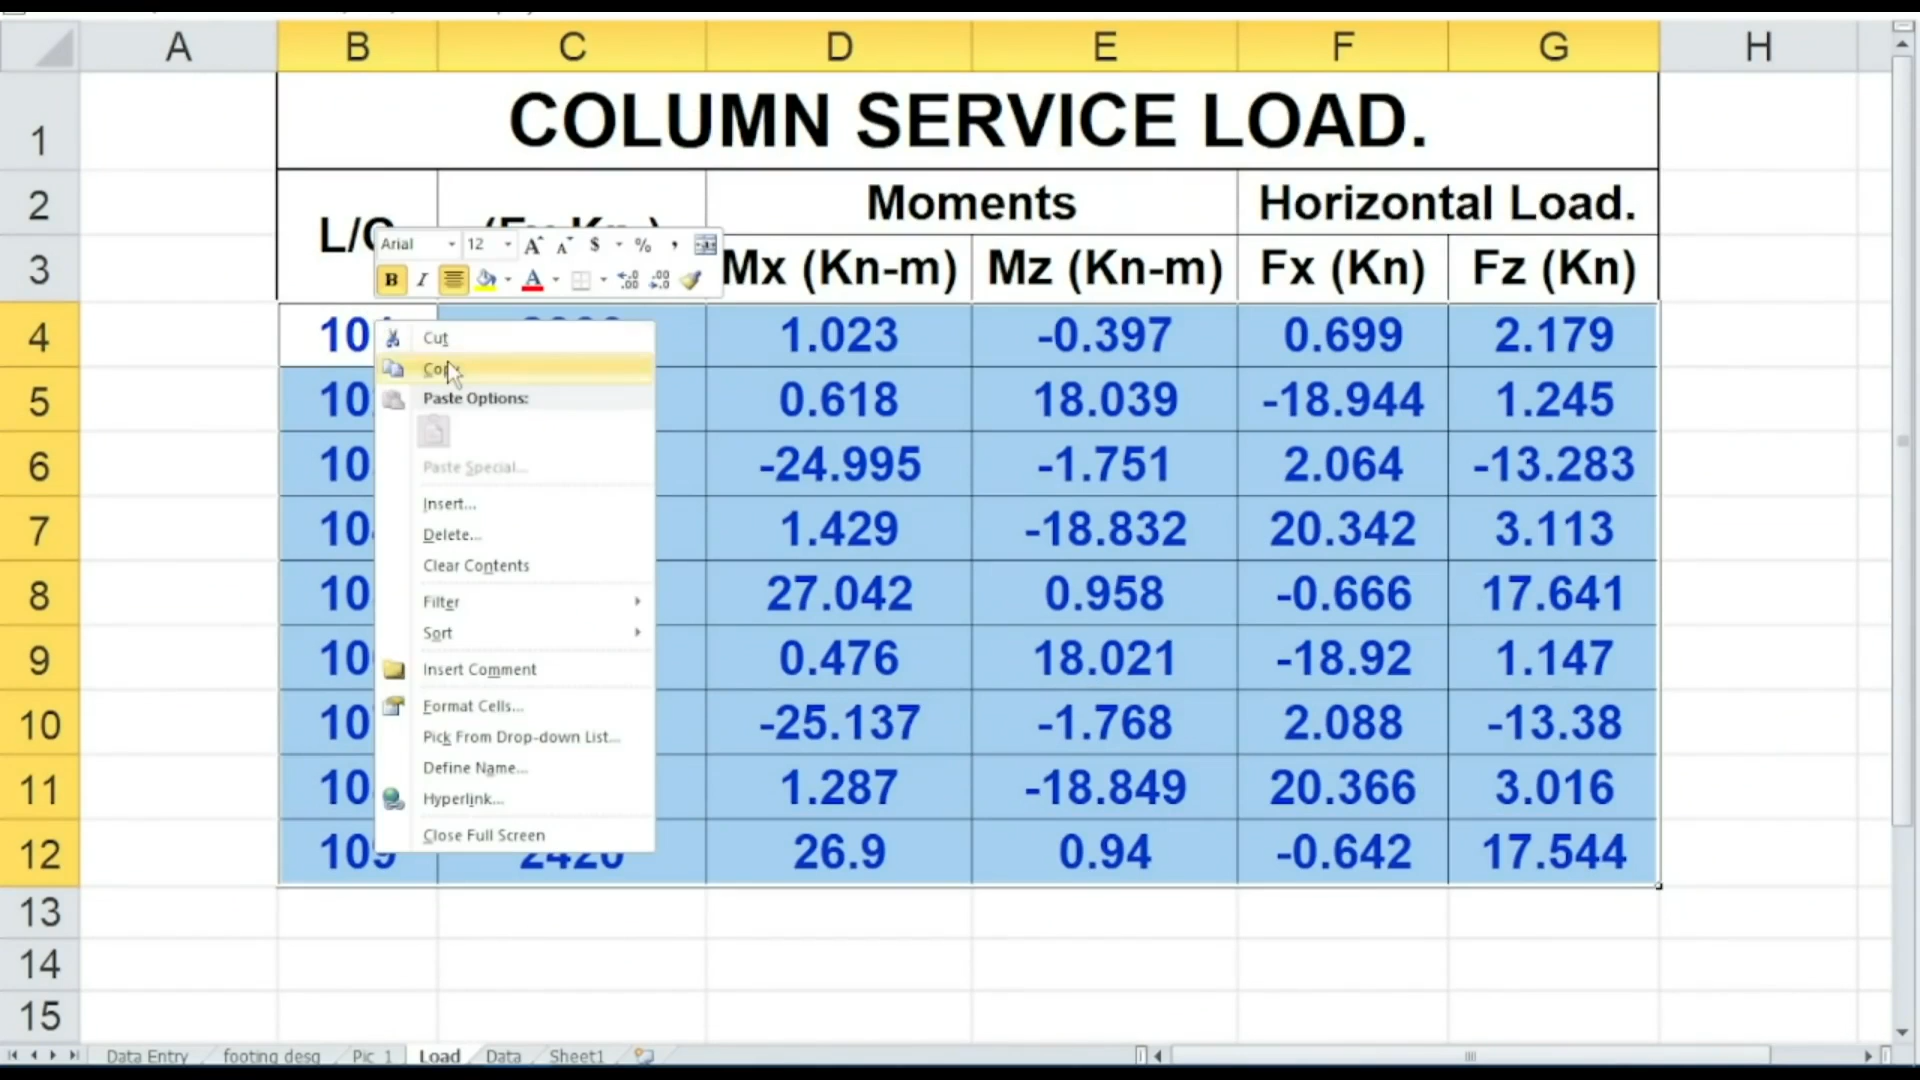 A B C D E F G H
1 COLUMN SERVICE LOAD.
2 Moments Horizontal Load.
3 Mx (Kn-m) Mz (Kn-m) Fx (Kn) Fz (Kn)
Arial 12 $ %
B I A
4 1.023 -0.397 0.699 2.179
5 0.618 18.039 -18.944 1.245
6 -24.995 -1.751 2.064 -13.283
7 1.429 -18.832 20.342 3.113
8 27.042 0.958 -0.666 17.641
9 0.476 18.021 -18.92 1.147
10 -25.137 -1.768 2.088 -13.38
11 1.287 -18.849 20.366 3.016
12 109 2420 26.9 0.94 -0.642 17.544
13
14
15
Cut
Copy
Paste Options:
Paste Special...
Insert...
Delete...
Clear Contents
Filter
Sort
Insert Comment
Format Cells...
Pick From Drop-down List...
Define Name...
Hyperlink...
Close Full Screen
Data Entry footing desg Pic_1 Load Data Sheet1